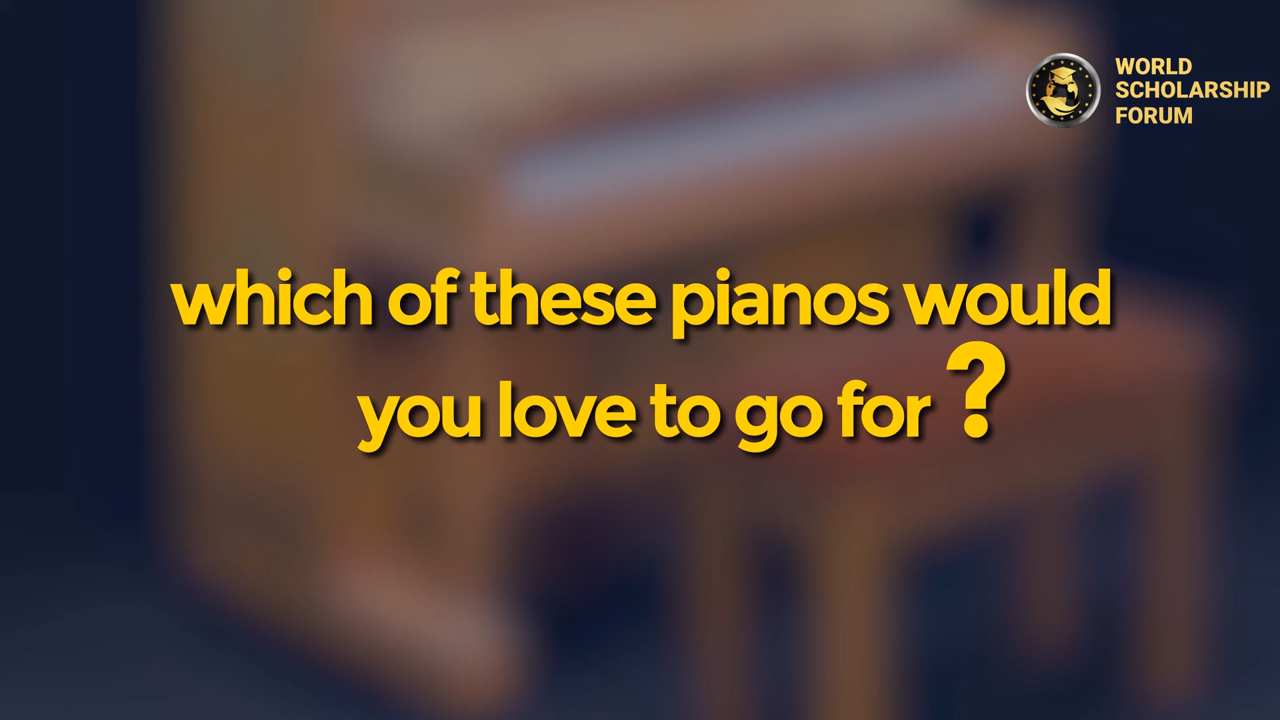 WORLD
SCHOLARSHIP
FORUM
which of these pianos would
you love to go for ?